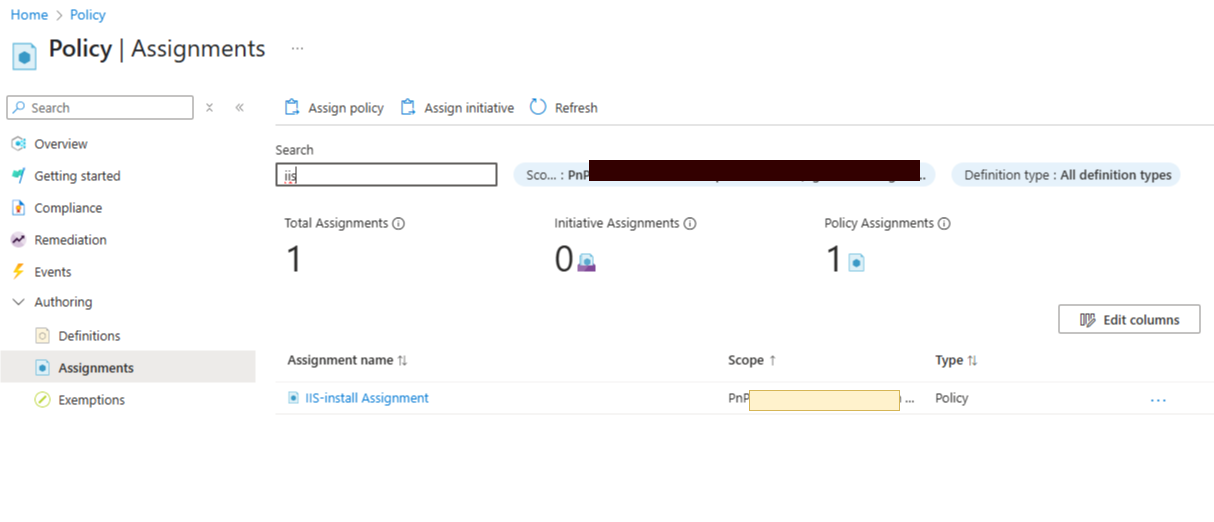 Home > Policy
Policy | Assignments ...
Search
Overview
Getting started
Compliance
Remediation
Events
Authoring
Definitions
Assignments
Exemptions
Assign policy Assign initiative Refresh
Search
iis
Sco... : PnP .. Definition type : All definition types
Total Assignments Initiative Assignments Policy Assignments
1 0 1
Edit columns
Assignment name Scope Type
IIS-install Assignment PnP ... Policy ...